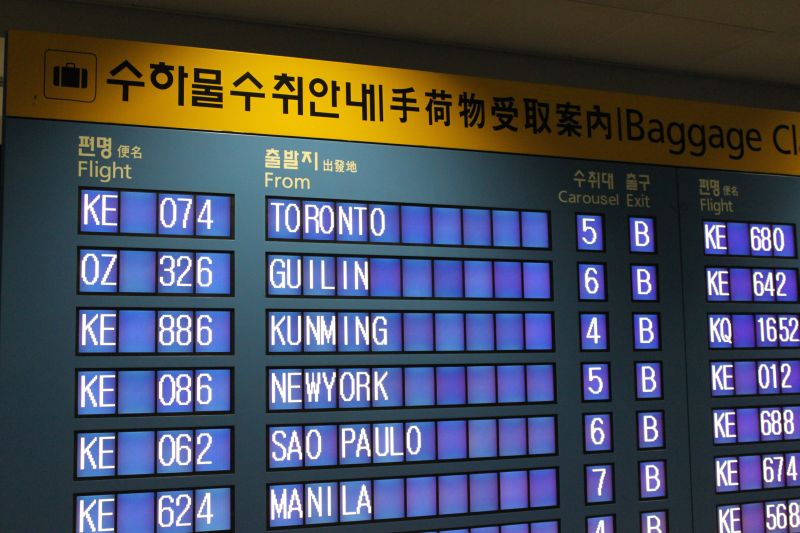 수하물수취안내|手荷物受取案内|Baggage Cl
편명 便名 출발지 出發地 수취대 출구 편명 便名
Flight From Carousel Exit Flight
KE 074 TORONTO 5 B KE 680
OZ 326 GUILIN 6 B KE 642
KE 886 KUNMING 4 B KQ 1652
KE 086 NEWYORK 5 B KE 012
KE 062 SAO PAULO 6 B KE 688
KE 624 MANILA 7 B KE 674
4 B KE 568